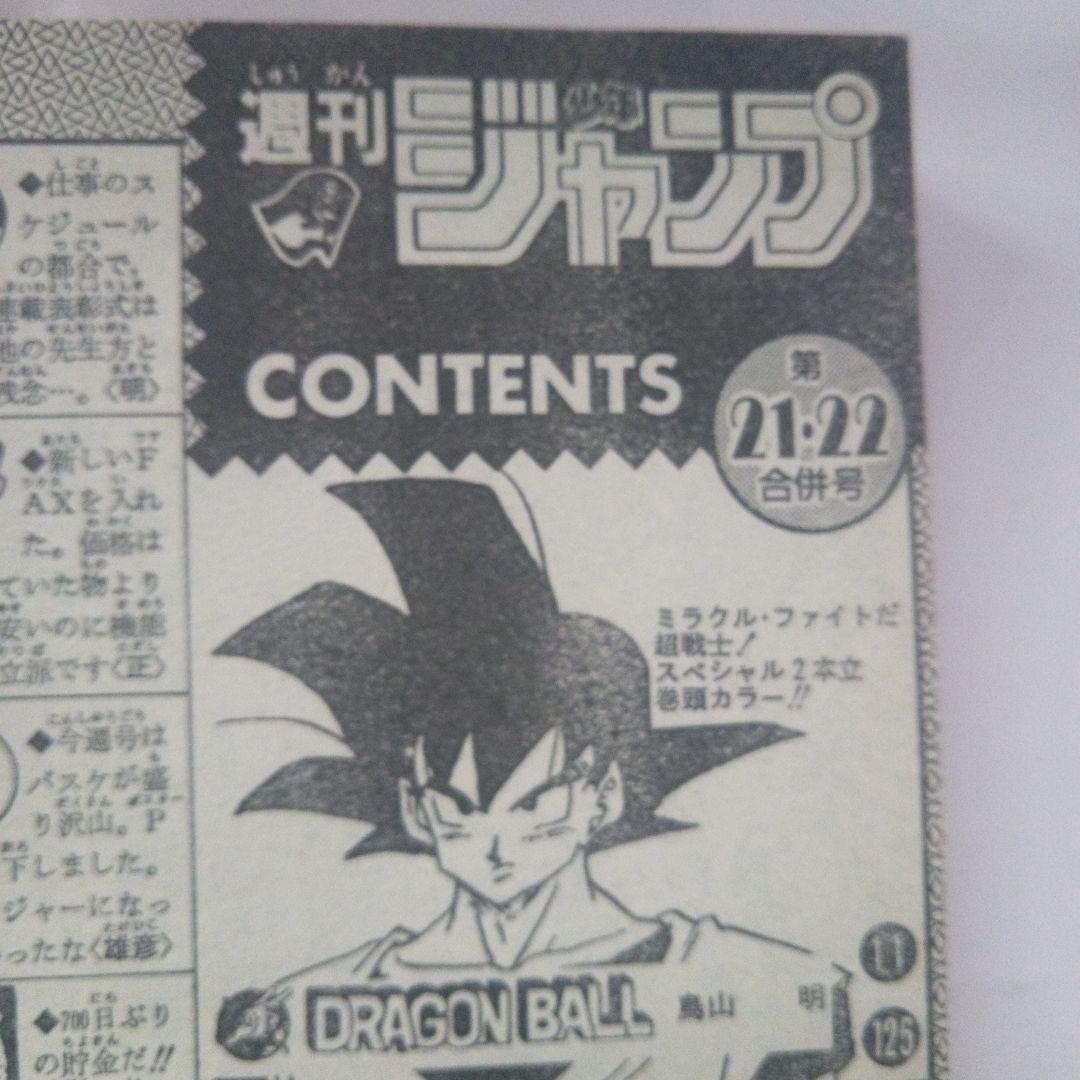 週刊
少年
ジャンプ
CONTENTS
第
21・22
合併号
ミラクル・ファイトだ
超戦士!
スペシャル2本立
巻頭カラー!!
DRAGON BALL
鳥山 明
11
125
◆仕事のス
ケジュール
の都合で、
連載表彰式は
他の先生方と
残念…。〈明〉
◆新しいF
AXを入れ
た。価格は
ていた物より
安いのに機能
立派です〈正〉
◆今週号は
バスケが盛
り沢山。P
下しました。
ジャーになっ
ったな〈雄彦〉
◆700日ぶり
の貯金だ!!